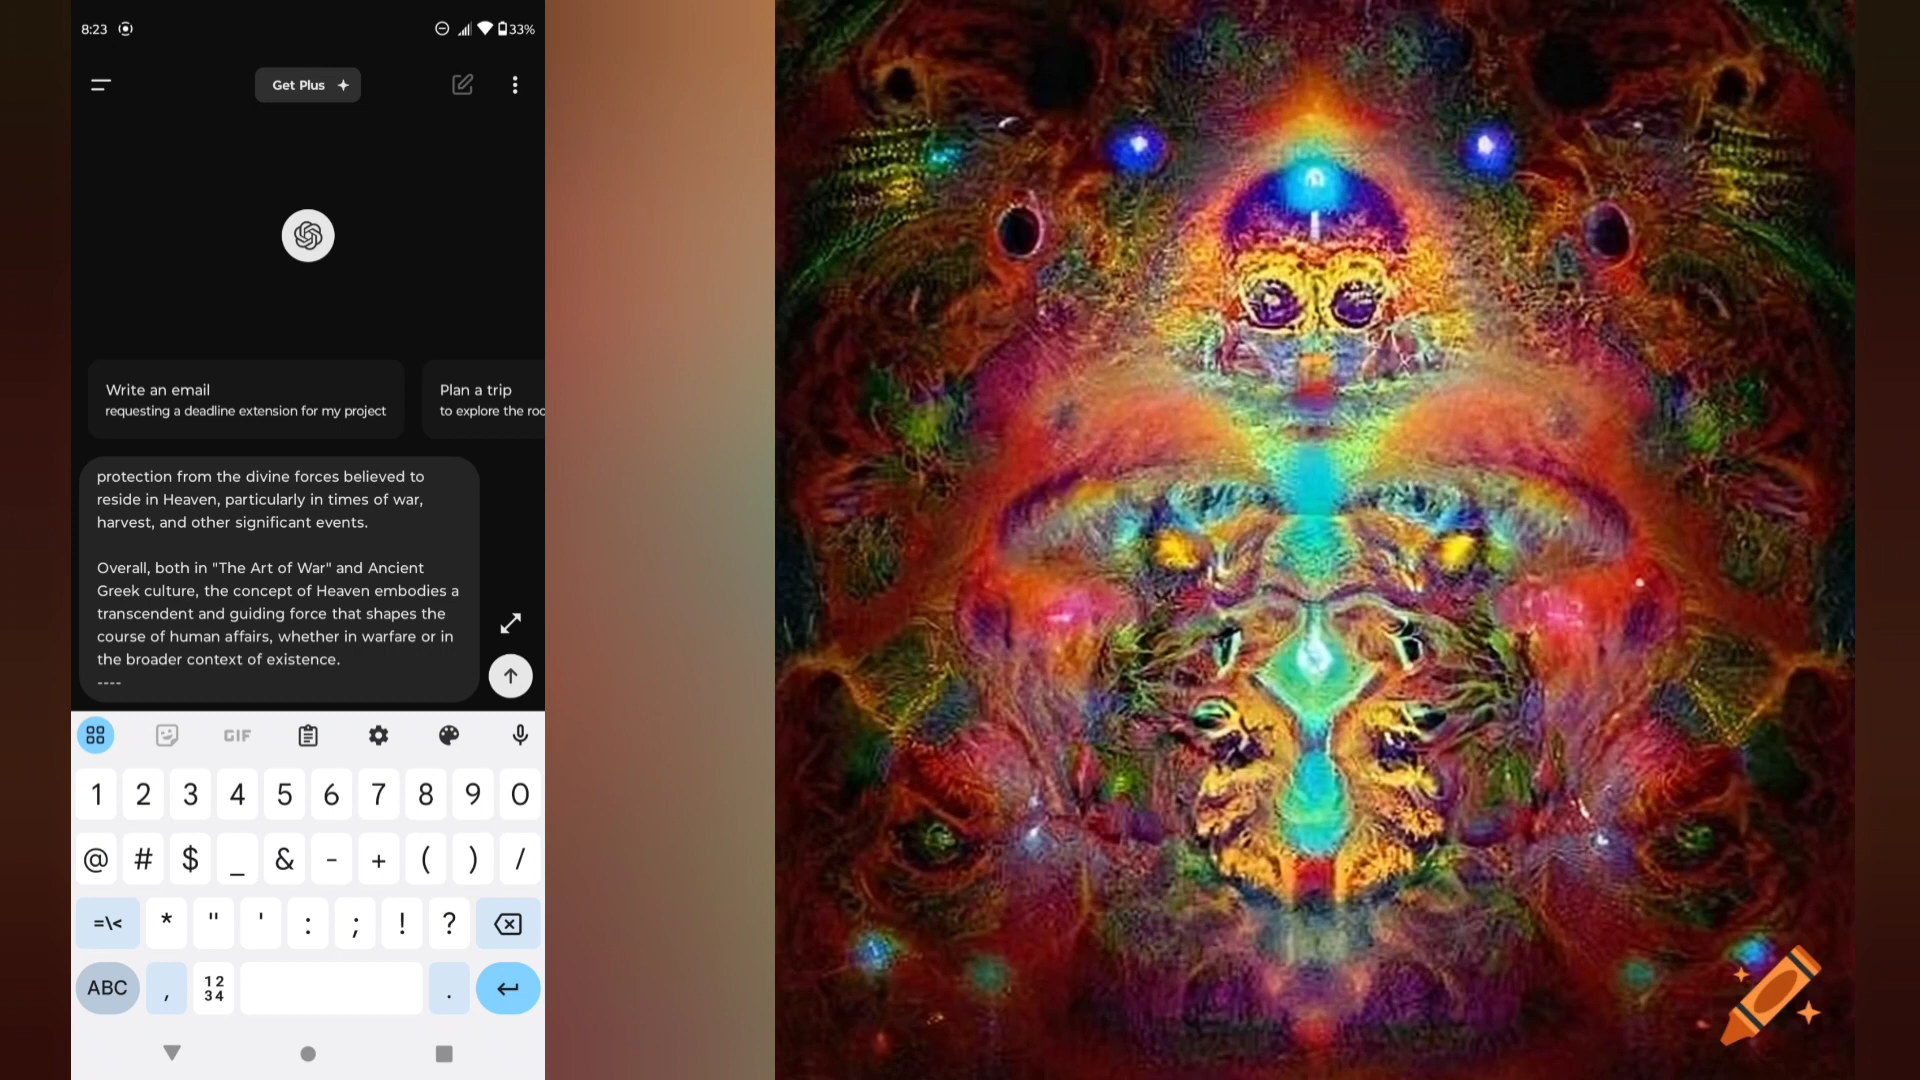 8:23
33%
Get Plus
Write an email
requesting a deadline extension for my project
Plan a trip
to explore the roc
protection from the divine forces believed to
reside in Heaven, particularly in times of war,
harvest, and other significant events.
Overall, both in "The Art of War" and Ancient
Greek culture, the concept of Heaven embodies a
transcendent and guiding force that shapes the
course of human affairs, whether in warfare or in
the broader context of existence.
----
GIF
1 2 3 4 5 6 7 8 9 0
@ # $ _ & - + ( ) /
=\< * " ' : ; ! ?
ABC , 12 34 .